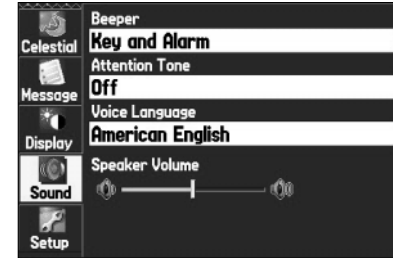 Celestial
Message
Display
Sound
Setup
Beeper
Key and Alarm
Attention Tone
Off
Voice Language
American English
Speaker Volume